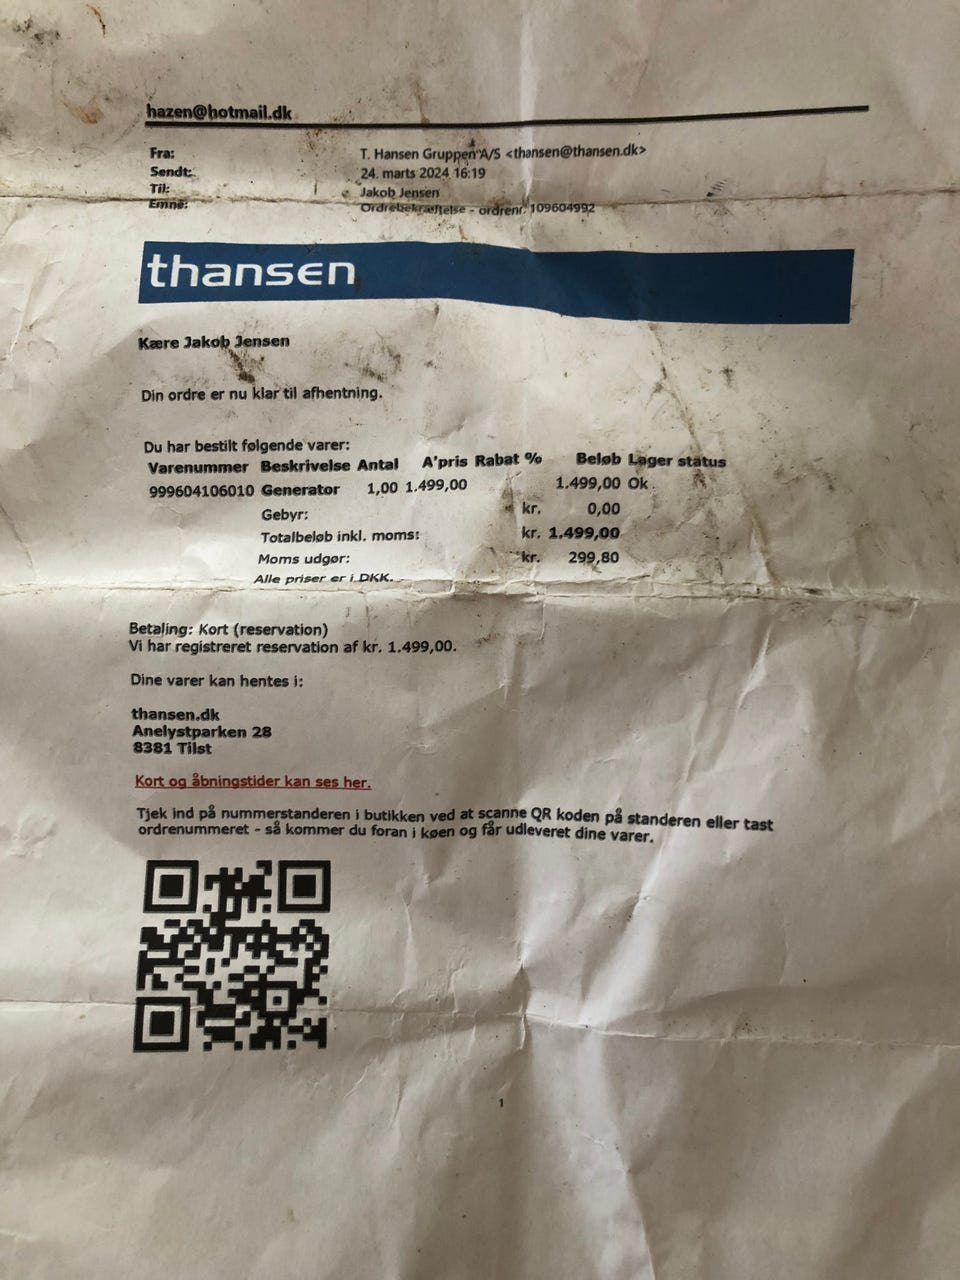 hazen@hotmail.dk
Fra: T. Hansen Gruppen A/S <thansen@thansen.dk>
Sendt: 24. marts 2024 16:19
Til: Jakob Jensen
Emne: Ordrebekræftelse - ordrenr. 109604992
thansen
Kære Jakob Jensen
Din ordre er nu klar til afhentning.
Du har bestilt følgende varer:
Varenummer Beskrivelse Antal A'pris Rabat % Beløb Lager status
999604106010 Generator 1,00 1.499,00 1.499,00 Ok
Gebyr: kr. 0,00
Totalbeløb inkl. moms: kr. 1.499,00
Moms udgør: kr. 299,80
Alle priser er i DKK.
Betaling: Kort (reservation)
Vi har registreret reservation af kr. 1.499,00.
Dine varer kan hentes i:
thansen.dk
Anelystparken 28
8381 Tilst
Kort og åbningstider kan ses her.
Tjek ind på nummerstanderen i butikken ved at scanne QR koden på standeren eller tast
ordrenummeret - så kommer du foran i køen og får udleveret dine varer.
1